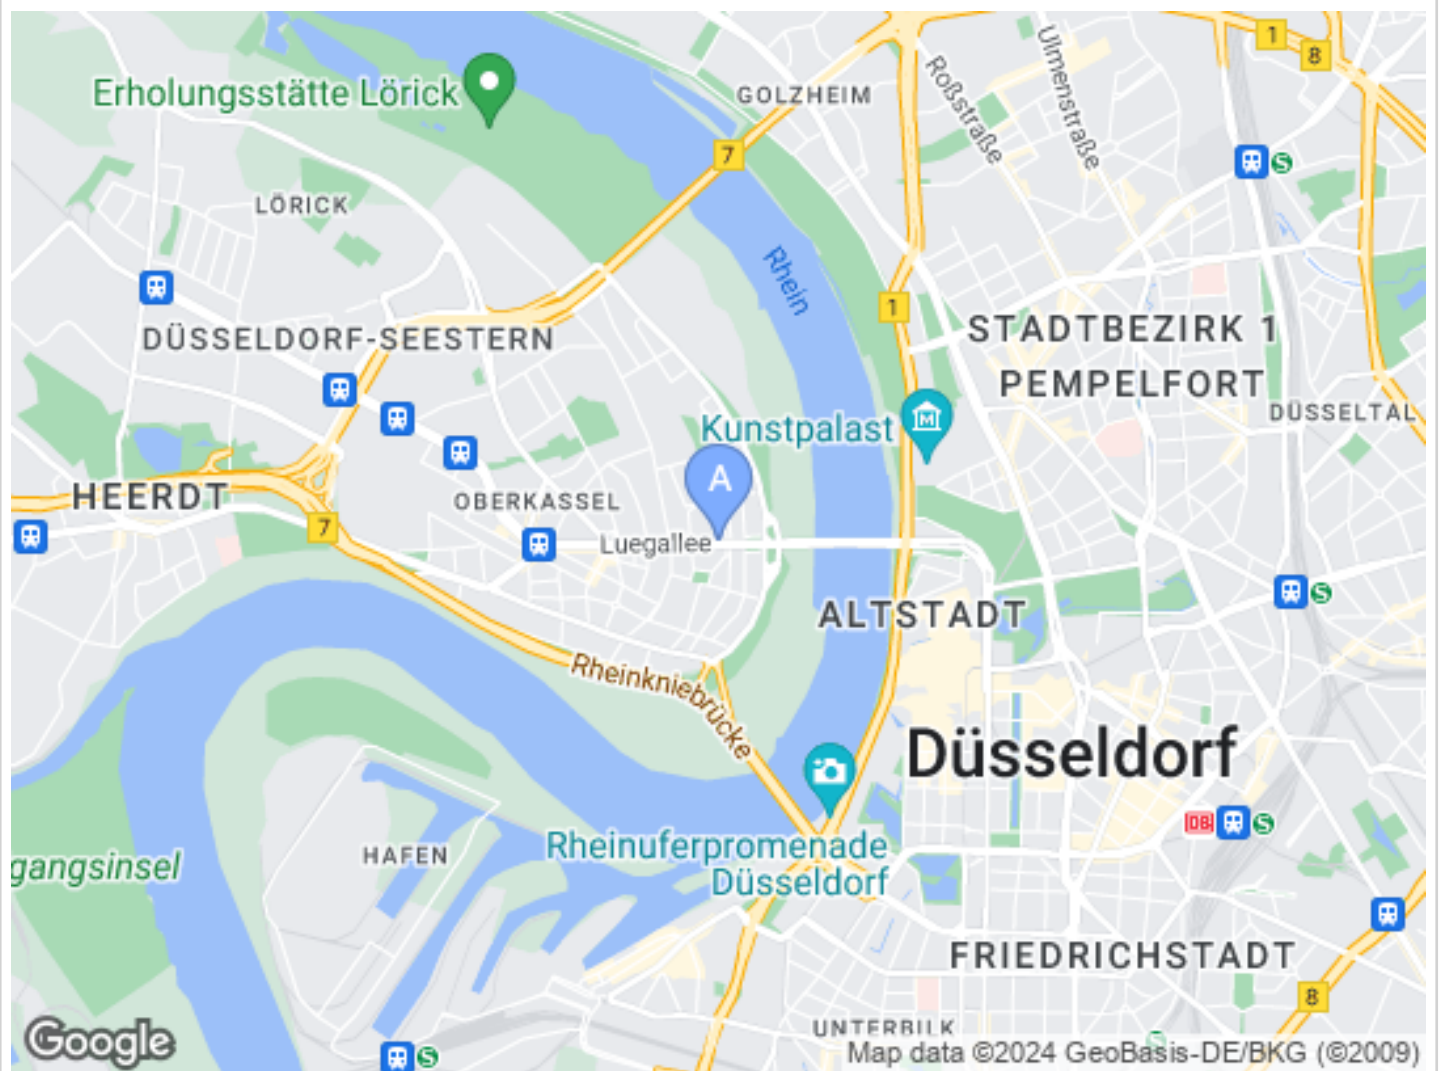 1
8
Ulmenstraße
Roßstraße
Erholungsstätte Lörick
GOLZHEIM
7
S
LÖRICK
Rhein
1
DÜSSELDORF-SEESTERN
STADTBEZIRK 1
PEMPELFORT
DÜSSELTAL
Kunstpalast
M
A
HEERDT
OBERKASSEL
7
Luegallee
S
ALTSTADT
Rheinkniebrücke
Düsseldorf
DB
S
Rheinuferpromenade
Düsseldorf
HAFEN
gangsinsel
FRIEDRICHSTADT
8
UNTERBILK
S
Google
S
Map data ©2024 GeoBasis-DE/BKG (©2009)